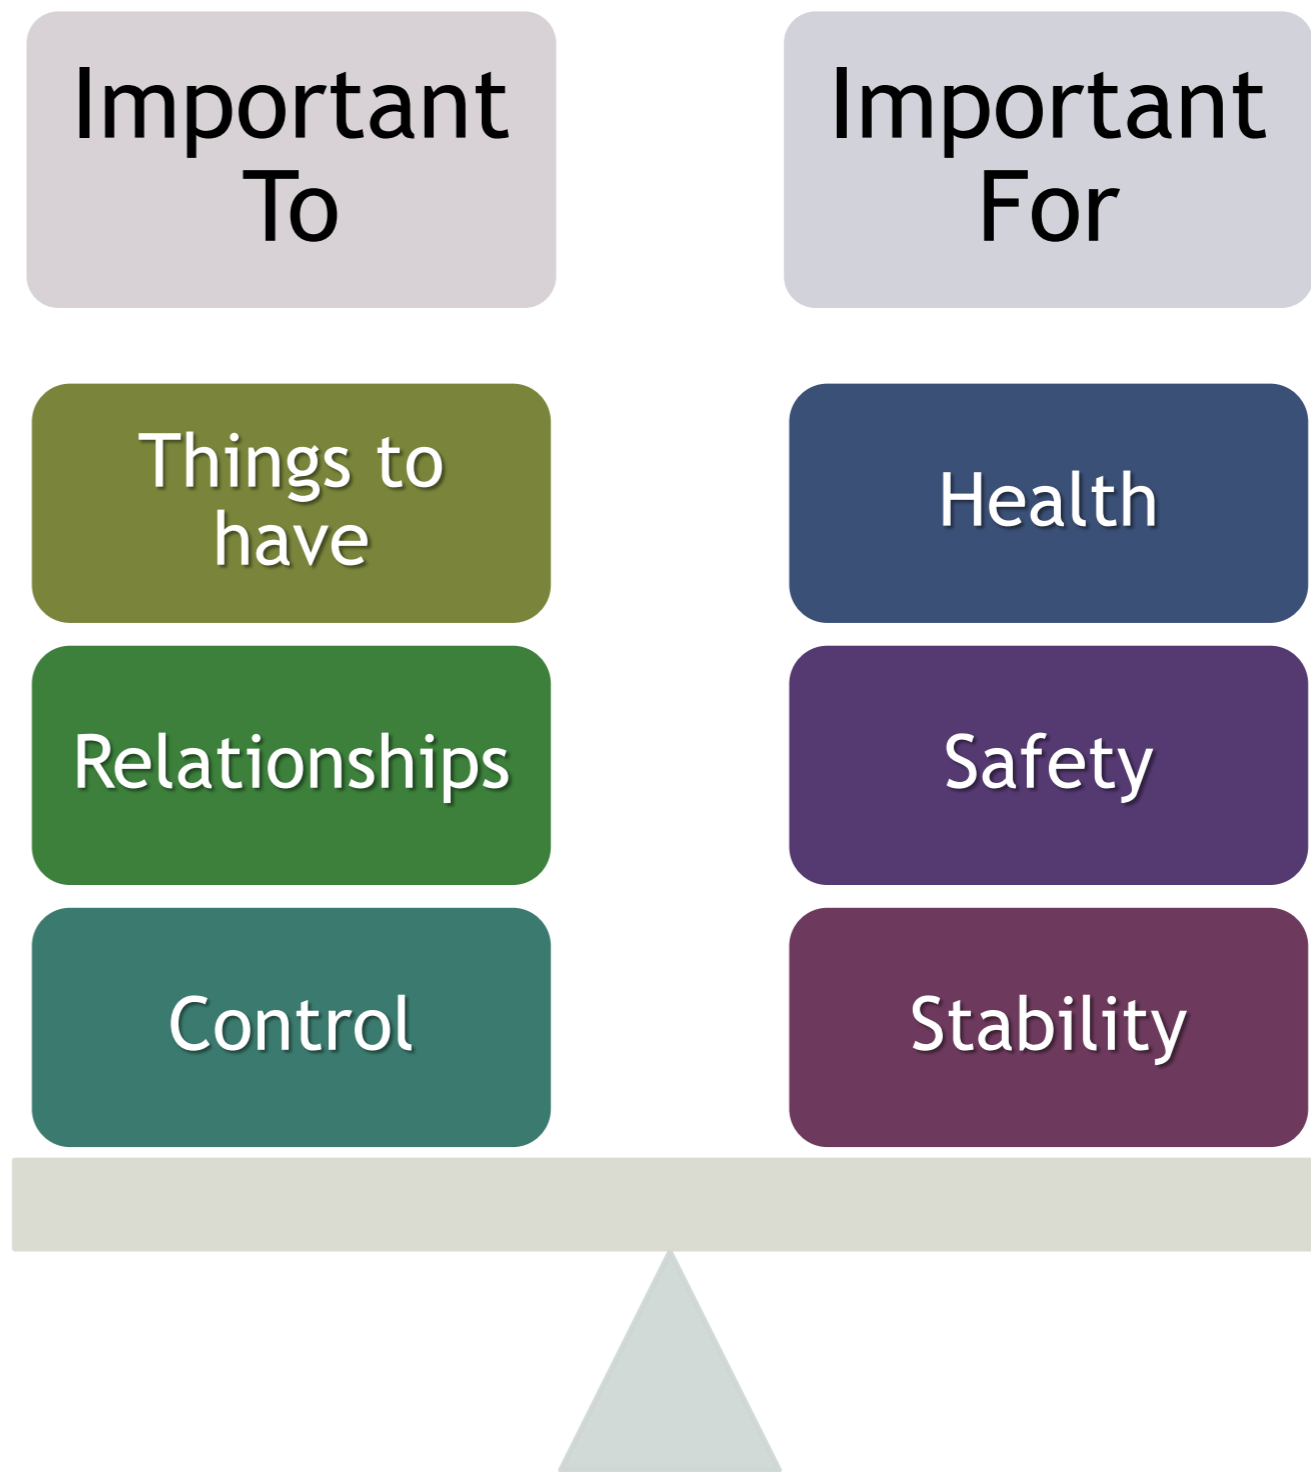 Important
To
Things to
have
Relationships
Control
Important
For
Health
Safety
Stability